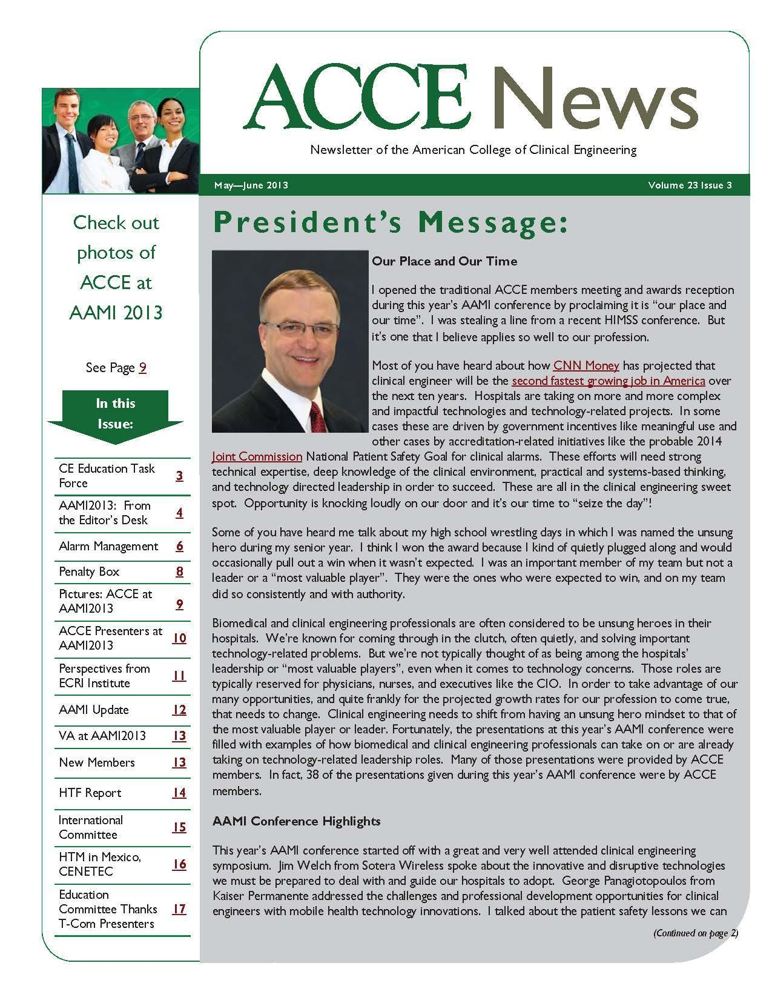 ACCE News
Newsletter of the American College of Clinical Engineering
May—June 2013 Volume 23 Issue 3
Check out
photos of
ACCE at
AAMI 2013
See Page 9
In this
Issue:
CE Education Task
Force 3
AAMI2013: From
the Editor's Desk 4
Alarm Management 6
Penalty Box 8
Pictures: ACCE at
AAMI2013 9
ACCE Presenters at
AAMI2013 10
Perspectives from
ECRI Institute 11
AAMI Update 12
VA at AAMI2013 13
New Members 13
HTF Report 14
International
Committee 15
HTM in Mexico,
CENETEC 16
Education
Committee Thanks 17
T-Com Presenters
President's Message:
Our Place and Our Time
I opened the traditional ACCE members meeting and awards reception
during this year's AAMI conference by proclaiming it is "our place and
our time". I was stealing a line from a recent HIMSS conference. But
it's one that I believe applies so well to our profession.
Most of you have heard about how CNN Money has projected that
clinical engineer will be the second fastest growing job in America over
the next ten years. Hospitals are taking on more and more complex
and impactful technologies and technology-related projects. In some
cases these are driven by government incentives like meaningful use and
other cases by accreditation-related initiatives like the probable 2014
Joint Commission National Patient Safety Goal for clinical alarms. These efforts will need strong
technical expertise, deep knowledge of the clinical environment, practical and systems-based thinking,
and technology directed leadership in order to succeed. These are all in the clinical engineering sweet
spot. Opportunity is knocking loudly on our door and it's our time to "seize the day"!
Some of you have heard me talk about my high school wrestling days in which I was named the unsung
hero during my senior year. I think I won the award because I kind of quietly plugged along and would
occasionally pull out a win when it wasn't expected. I was an important member of my team but not a
leader or a "most valuable player". They were the ones who were expected to win, and on my team
did so consistently and with authority.
Biomedical and clinical engineering professionals are often considered to be unsung heroes in their
hospitals. We're known for coming through in the clutch, often quietly, and solving important
technology-related problems. But we're not typically thought of as being among the hospitals'
leadership or "most valuable players", even when it comes to technology concerns. Those roles are
typically reserved for physicians, nurses, and executives like the CIO. In order to take advantage of our
many opportunities, and quite frankly for the projected growth rates for our profession to come true,
that needs to change. Clinical engineering needs to shift from having an unsung hero mindset to that of
the most valuable player or leader. Fortunately, the presentations at this year's AAMI conference were
filled with examples of how biomedical and clinical engineering professionals can take on or are already
taking on technology-related leadership roles. Many of those presentations were provided by ACCE
members. In fact, 38 of the presentations given during this year's AAMI conference were by ACCE
members.
AAMI Conference Highlights
This year's AAMI conference started off with a great and very well attended clinical engineering
symposium. Jim Welch from Sotera Wireless spoke about the innovative and disruptive technologies
we must be prepared to deal with and guide our hospitals to adopt. George Panagiotopoulos from
Kaiser Permanente addressed the challenges and professional development opportunities for clinical
engineers with mobile health technology innovations. I talked about the patient safety lessons we can
(Continued on page 2)